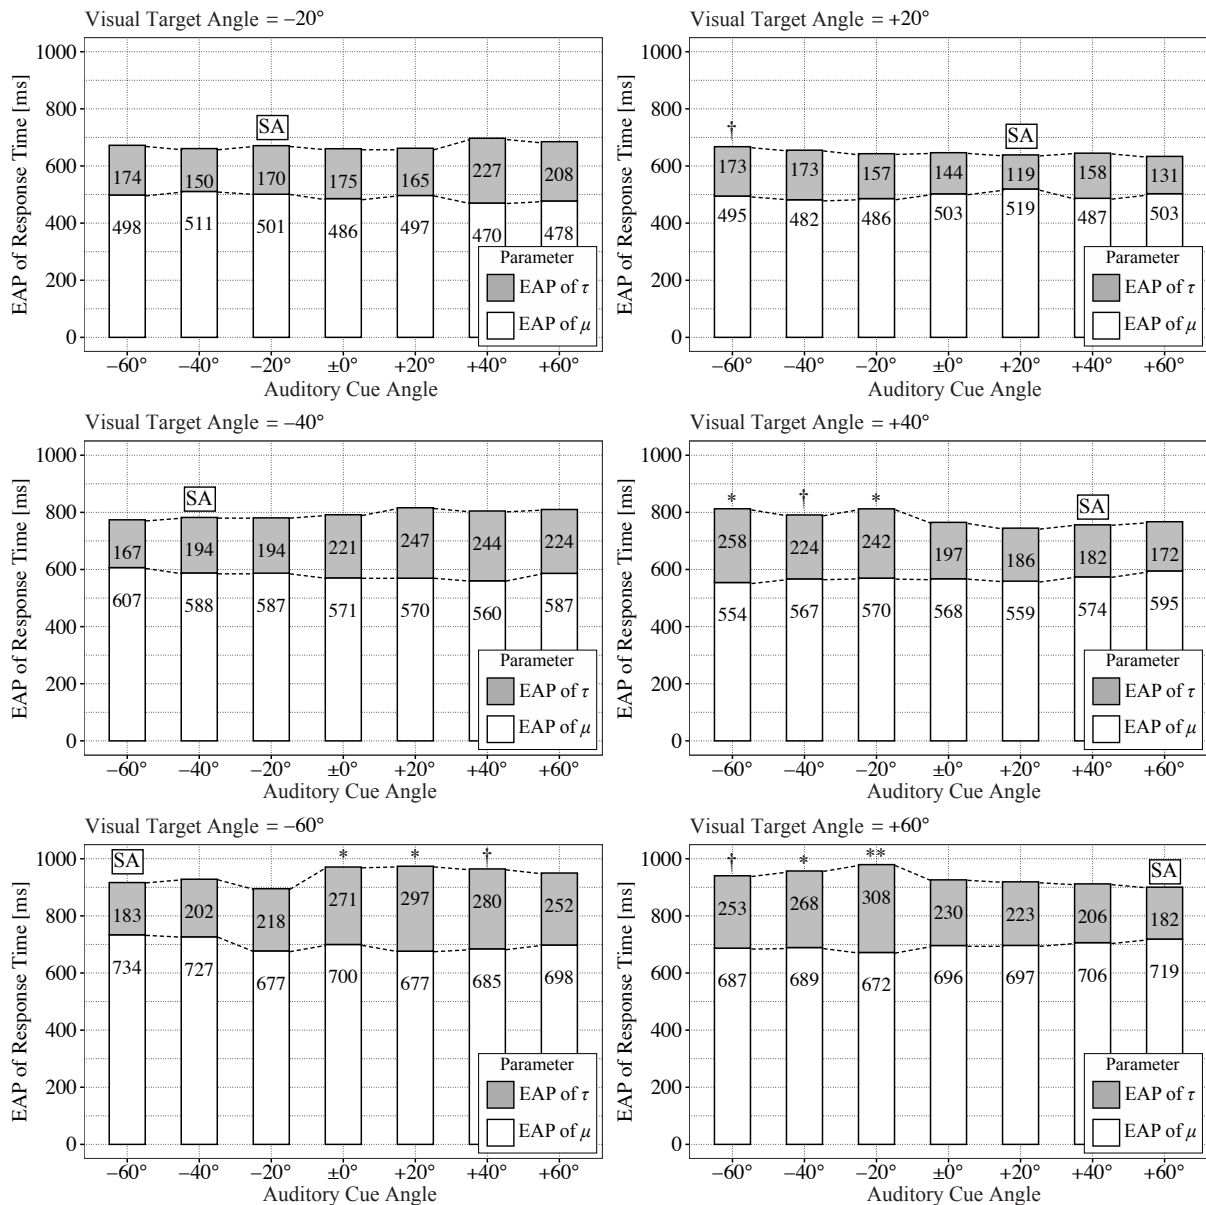 Visual Target Angle = −20°
EAP of Response Time [ms]
1000
800
600
400
200
0
SA
174 150 170 175 165 227 208
498 511 501 486 497 470 478
Parameter
EAP of τ
EAP of μ
−60° −40° −20° ±0° +20° +40° +60°
Auditory Cue Angle
Visual Target Angle = +20°
EAP of Response Time [ms]
1000
800
600
400
200
0
† SA
173 173 157 144 119 158 131
495 482 486 503 519 487 503
Parameter
EAP of τ
EAP of μ
−60° −40° −20° ±0° +20° +40° +60°
Auditory Cue Angle
Visual Target Angle = −40°
EAP of Response Time [ms]
1000
800
600
400
200
0
SA
167 194 194 221 247 244 224
607 588 587 571 570 560 587
Parameter
EAP of τ
EAP of μ
−60° −40° −20° ±0° +20° +40° +60°
Auditory Cue Angle
Visual Target Angle = +40°
EAP of Response Time [ms]
1000
800
600
400
200
0
* † * SA
258 224 242 197 186 182 172
554 567 570 568 559 574 595
Parameter
EAP of τ
EAP of μ
−60° −40° −20° ±0° +20° +40° +60°
Auditory Cue Angle
Visual Target Angle = −60°
EAP of Response Time [ms]
1000
800
600
400
200
0
SA * * †
183 202 218 271 297 280 252
734 727 677 700 677 685 698
Parameter
EAP of τ
EAP of μ
−60° −40° −20° ±0° +20° +40° +60°
Auditory Cue Angle
Visual Target Angle = +60°
EAP of Response Time [ms]
1000
800
600
400
200
0
† * ** SA
253 268 308 230 223 206 182
687 689 672 696 697 706 719
Parameter
EAP of τ
EAP of μ
−60° −40° −20° ±0° +20° +40° +60°
Auditory Cue Angle